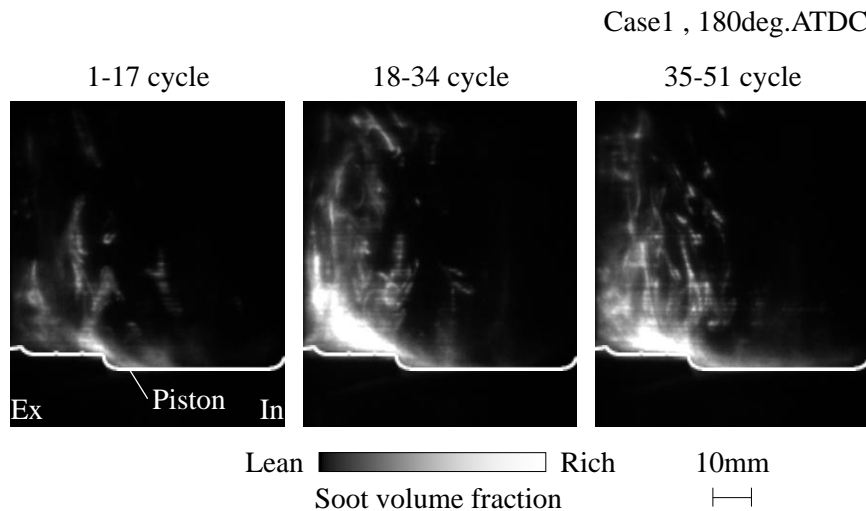 Case1 , 180deg.ATDC
1-17 cycle
18-34 cycle
35-51 cycle
Piston
Ex
In
Lean
Rich
10mm
Soot volume fraction